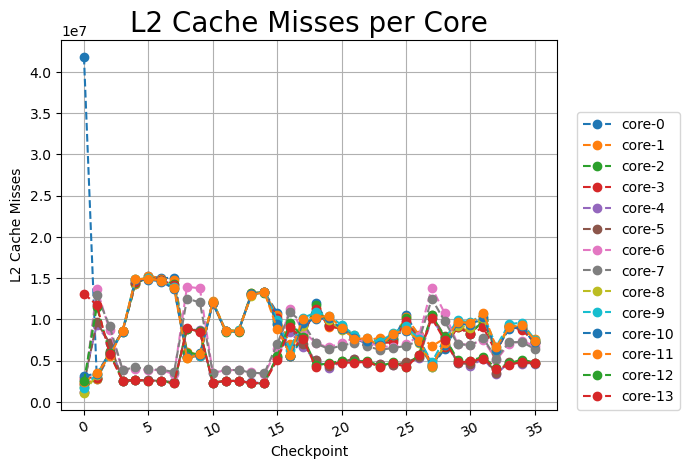 L2 Cache Misses per Core
1e7
4.0
3.5
3.0
2.5
2.0
1.5
1.0
0.5
0.0
L2 Cache Misses
0
5
10
15
20
25
30
35
Checkpoint
core-0
core-1
core-2
core-3
core-4
core-5
core-6
core-7
core-8
core-9
core-10
core-11
core-12
core-13